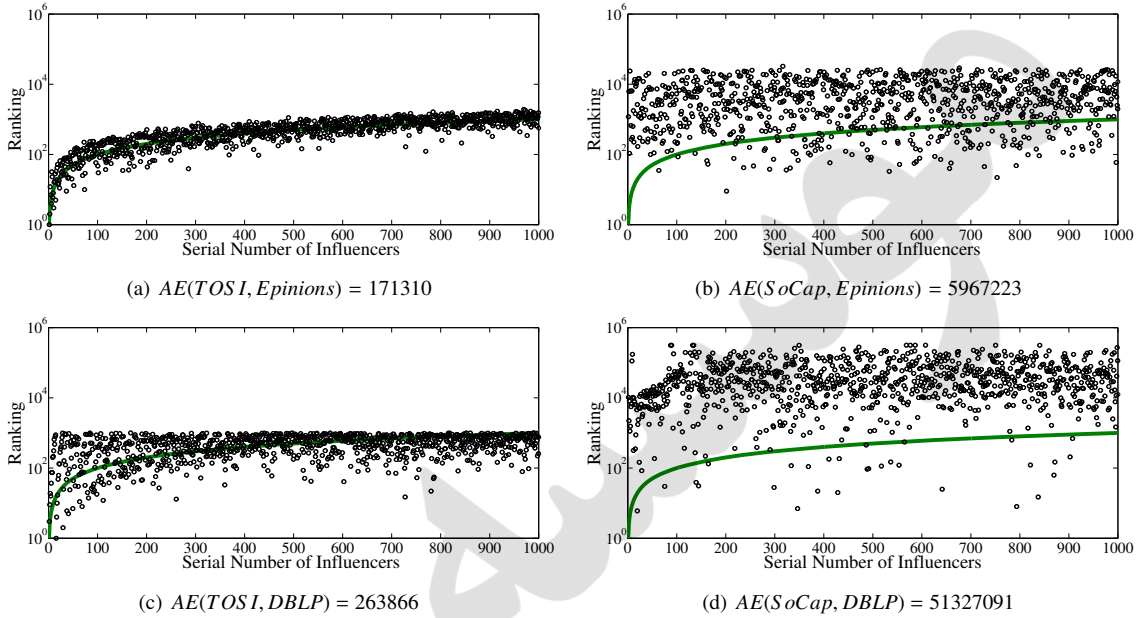 10^6
10^4
10^2
10^0
Ranking
0 100 200 300 400 500 600 700 800 900 1000
Serial Number of Influencers
(a) AE(TOSI, Epinions) = 171310
10^6
10^4
10^2
10^0
Ranking
0 100 200 300 400 500 600 700 800 900 1000
Serial Number of Influencers
(b) AE(SoCap, Epinions) = 5967223
10^6
10^4
10^2
10^0
Ranking
0 100 200 300 400 500 600 700 800 900 1000
Serial Number of Influencers
(c) AE(TOSI, DBLP) = 263866
10^6
10^4
10^2
10^0
Ranking
0 100 200 300 400 500 600 700 800 900 1000
Serial Number of Influencers
(d) AE(SoCap, DBLP) = 51327091